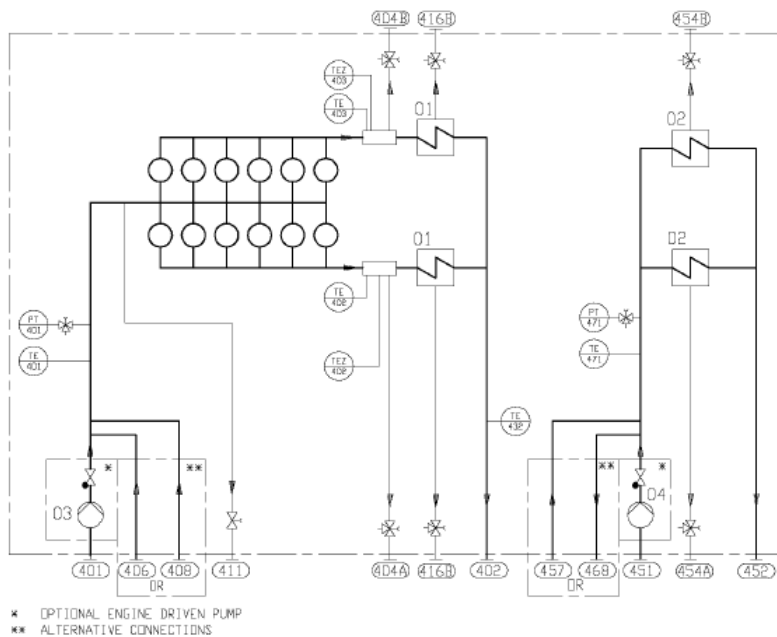 404B 416B 454B
TEZ
403
TE
403
01 02
01 02
TE
402
PT
401
PT
471
TE
401
TE
471
TEZ
402
TE
432
* ** ** *
03 04
401 406 408 411 404A 416B 402 457 468 451 454A 452
OR OR
* OPTIONAL ENGINE DRIVEN PUMP
** ALTERNATIVE CONNECTIONS